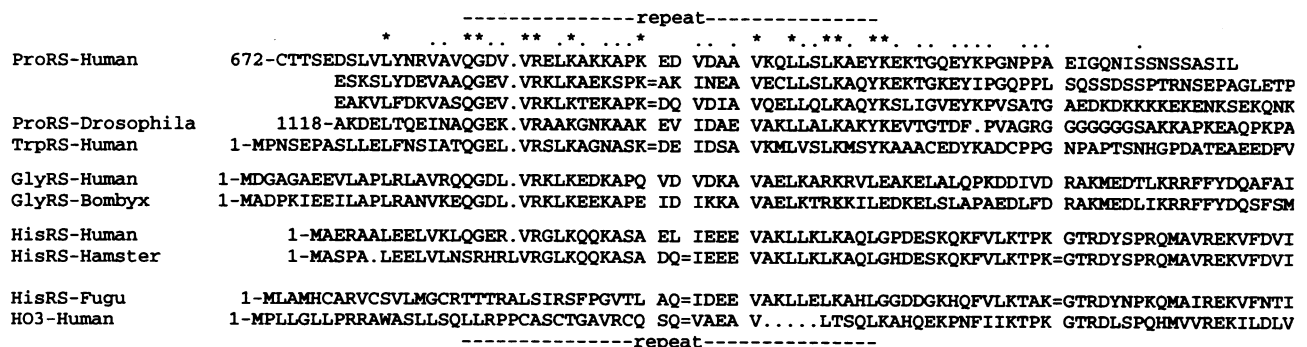 ---------------repeat---------------
* ** ** * * * * ** **
.. .. . . .. . . . . . . . .. .
ProRS-Human 672-CTTSEDSLVLYNRVAVQGDV.VRELKAKKAPK ED VDAA VKQLLSLKAEYKEKTGQEYKPGNPPA EIGQNISSNSSASIL
ESKSLYDEVAAQGEV.VRKLKAEKSPK=AK INEA VECLLSLKAQYKEKTGKEYIPGQPPL SQSSDSSPTRNSEPAGLETP
EAKVLFDKVASQGEV.VRKLKTEKAPK=DQ VDIA VQELLQLKAQYKSLIGVEYKPVSATG AEDKDKKKKEKENKSEKQNK
ProRS-Drosophila 1118-AKDELTQEINAQGEK.VRAAKGNKAAK EV IDAE VAKLLALKAKYKEVTGTDF.PVAGRG GGGGGGSAKKAPKEAQPKPA
TrpRS-Human 1-MPNSEPASLLELFNSIATQGEL.VRSLKAGNASK=DE IDSA VKMLVSLKMSYKAAACEDYKADCPPG NPAPTSNHGPDATEAEEDFV
GlyRS-Human 1-MDGAGAEEVLAPLRLAVRQQGDL.VRKLKEDKAPQ VD VDKA VAELKARKRVLEAKELALQPKDDIVD RAKMEDTLKRRFFYDQAFAI
GlyRS-Bombyx 1-MADPKIEEILAPLRANVKEQGDL.VRKLKEEKAPE ID IKKA VAELKTRKKILEDKELSLAPAEDLFD RAKMEDLIKRRFFYDQSFSM
HisRS-Human 1-MAERAALEELVKLQGER.VRGLKQQKASA EL IEEE VAKLLKLKAQLGPDESKQKFVLKTPK GTRDYSPRQMAVREKVFDVI
HisRS-Hamster 1-MASPA.LEELVLNSRHRLVRGLKQQKASA DQ=IEEE VAKLLKLKAQLGHDESKQKFVLKTPK=GTRDYSPRQMAVREKVFDVI
HisRS-Fugu 1-MLAMHCARVCSVLMGCRTTTRALSIRSFPGVTL AQ=IDEE VAKLLELKAHLGGDDGKHQFVLKTAK=GTRDYNPKQMAIREKVFNTI
HO3-Human 1-MPLLGLLPRRAWASLLSQLLRPPCASCTGAVRCQ SQ=VAEA V.....LTSQLKAHQEKPNFIIKTPK GTRDLSPQHMVVREKILDLV
---------------repeat---------------